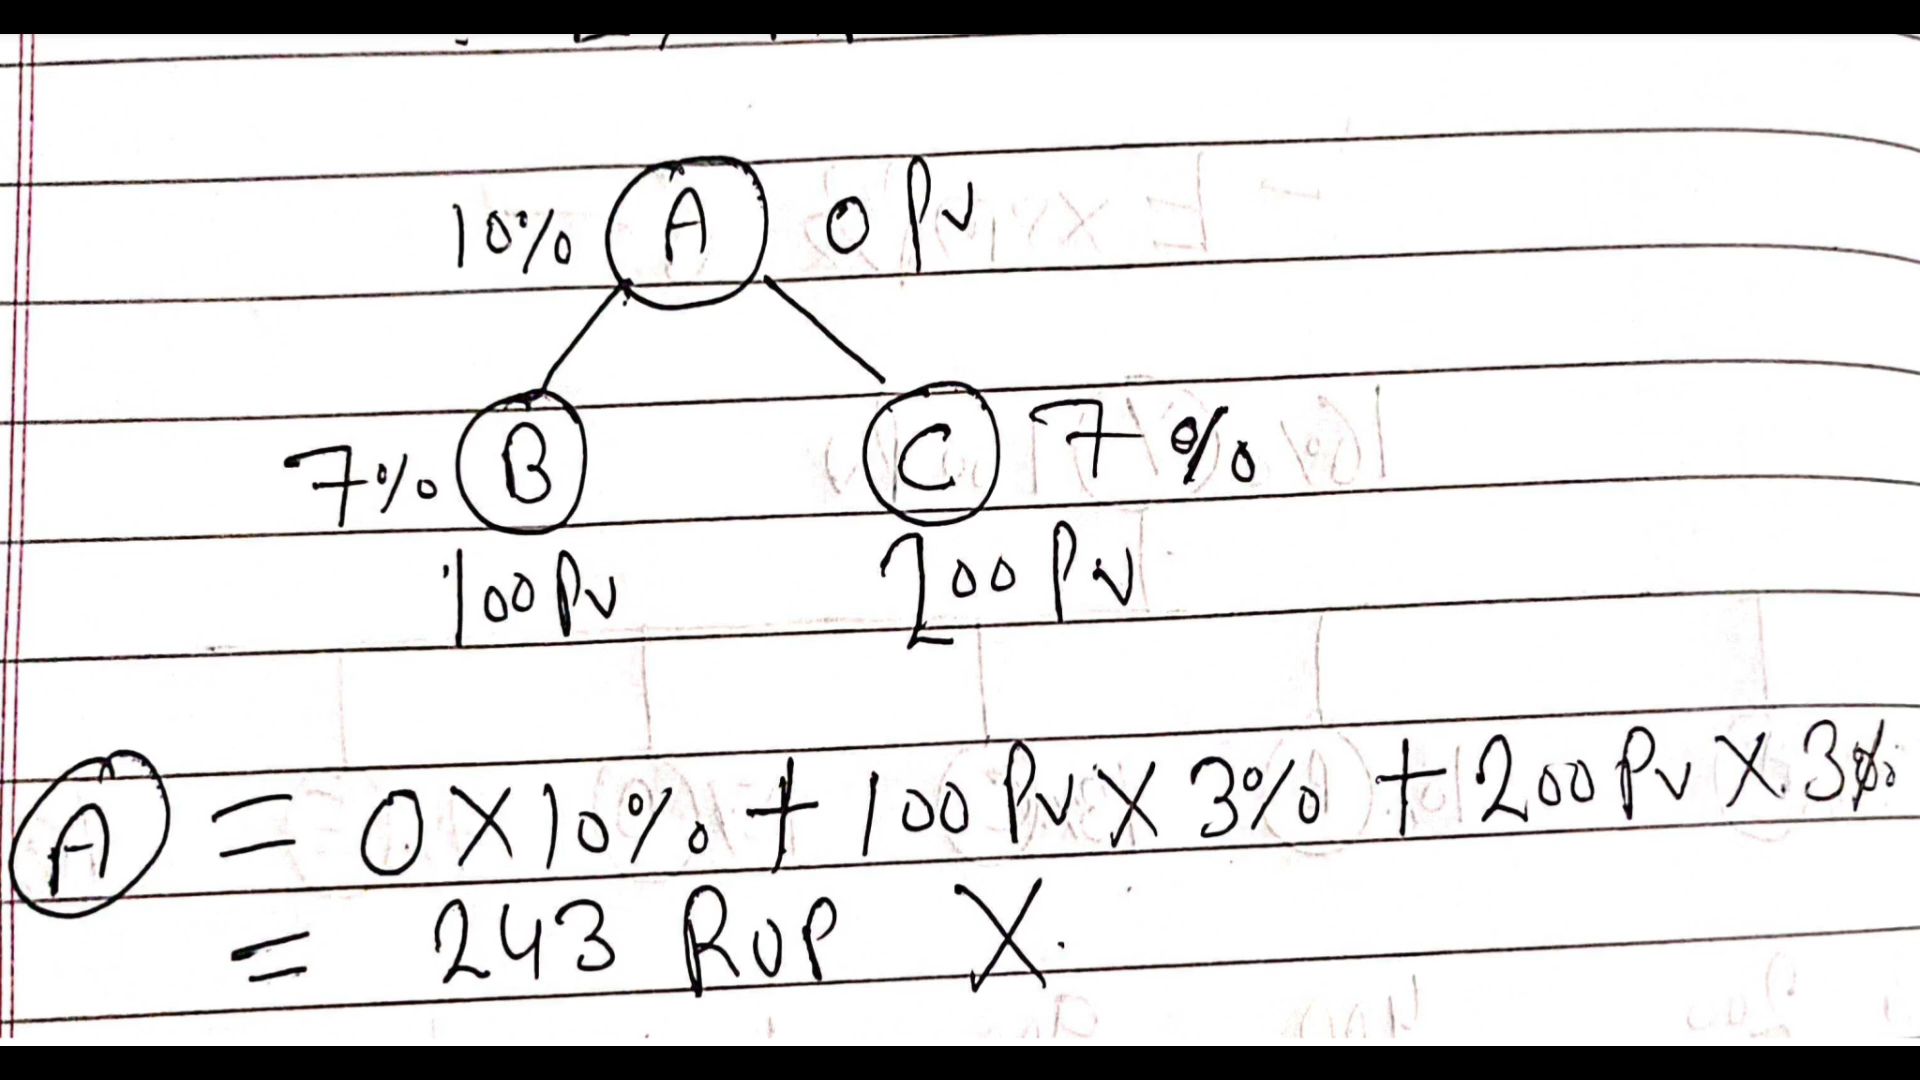 10% A 0 PV
7% B C 7%
100 PV 200 PV
A = 0 X 10% + 100 PV X 3% + 200 PV X 3%
= 243 RUP X.